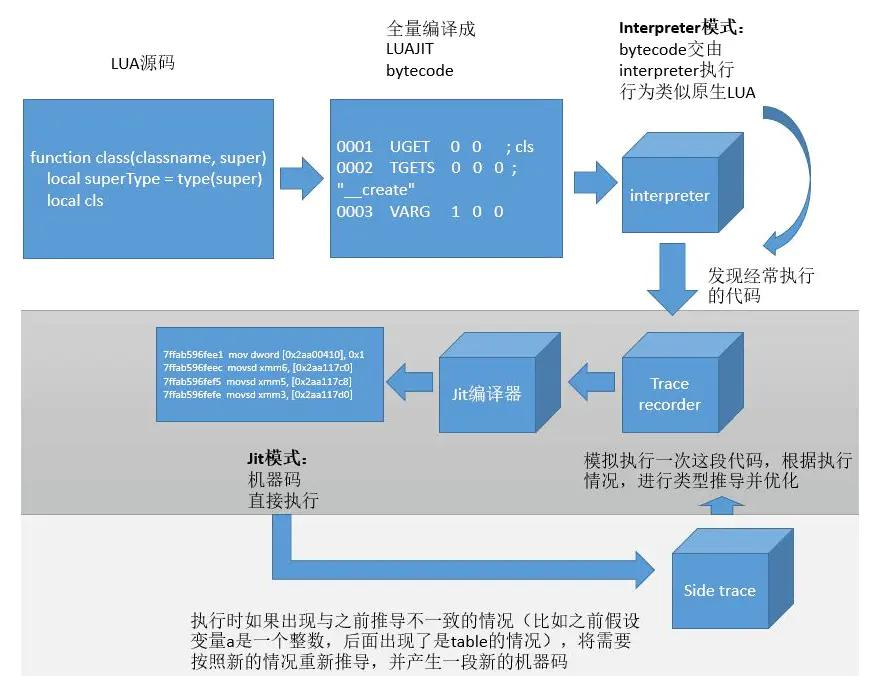 LUA源码
function class(classname, super)
local superType = type(super)
local cls
全量编译成
LUAJIT
bytecode
0001 UGET 0 0 ; cls
0002 TGETS 0 0 0 ;
"__create"
0003 VARG 1 0 0
Interpreter模式：
bytecode交由
interpreter执行
行为类似原生LUA
interpreter
发现经常执行
的代码
Trace
recorder
模拟执行一次这段代码，根据执行
情况，进行类型推导并优化
Jit编译器
7ffab596fee1 mov dword [0x2aa00410], 0x1
7ffab596feec movsd xmm6, [0x2aa117c0]
7ffab596fef5 movsd xmm5, [0x2aa117c8]
7ffab596fefe movsd xmm3, [0x2aa117d0]
Jit模式：
机器码
直接执行
Side trace
执行时如果出现与之前推导不一致的情况（比如之前假设
变量a是一个整数，后面出现了是table的情况），将需要
按照新的情况重新推导，并产生一段新的机器码